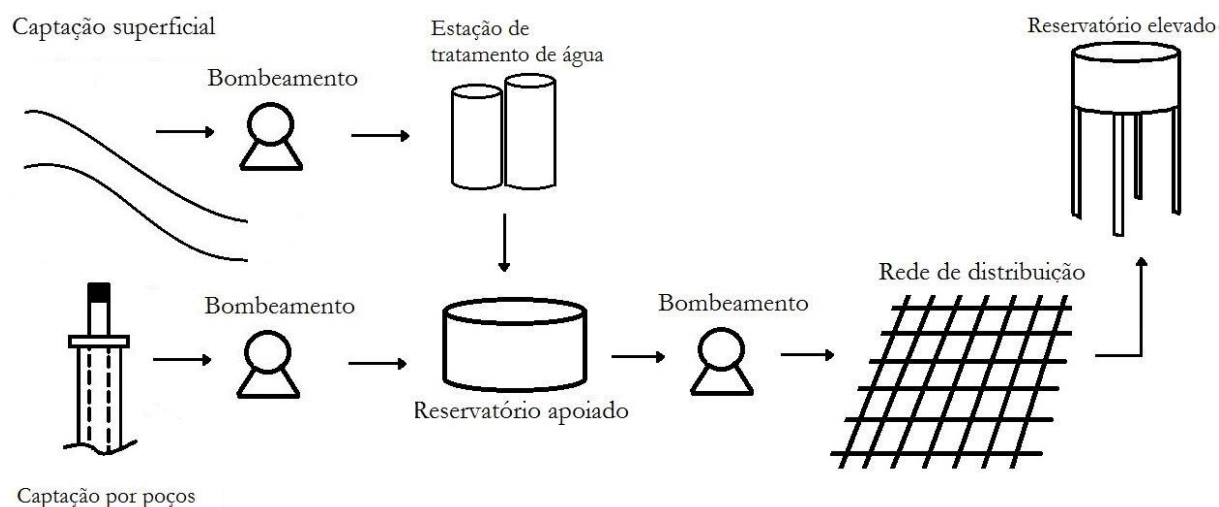 Captação superficial
Bombeamento
Estação de
tratamento de água
Reservatório elevado
Bombeamento
Reservatório apoiado
Bombeamento
Rede de distribuição
Captação por poços